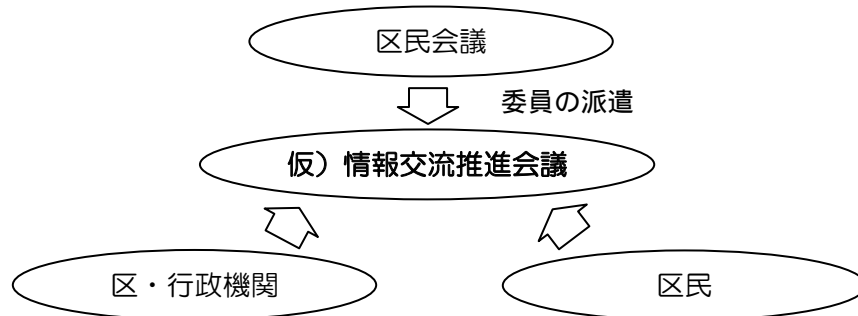 区民会議
委員の派遣
仮）情報交流推進会議
区・行政機関
区民